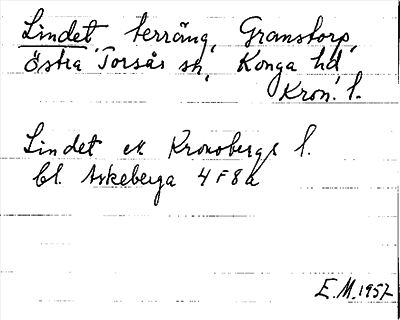 Lindet, terräng, Granstorp,
Östra Torsås sn, Konga hd,
Kron. l.
Lindet ek Kronobergs l.
bl. Askeberga 4 F 8 a
E.M. 1957